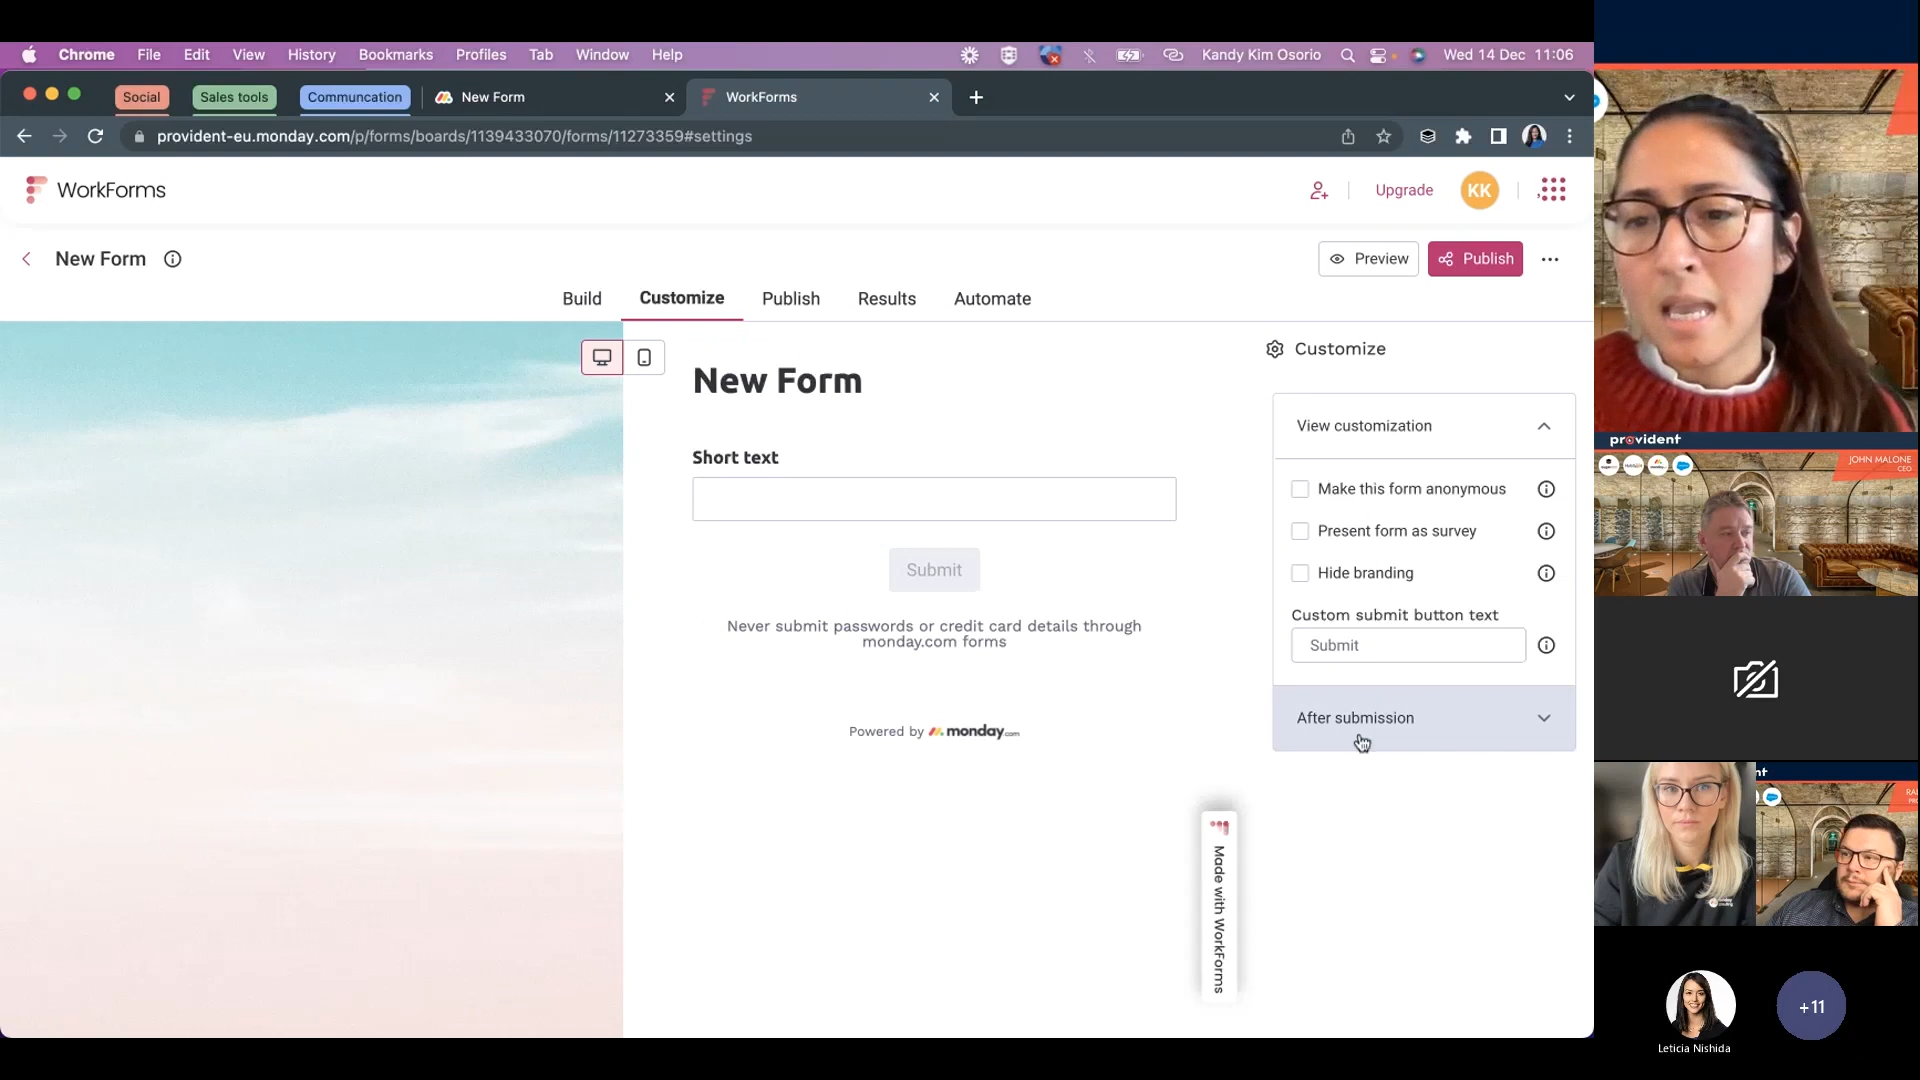 Chrome File Edit View History Bookmarks Profiles Tab Window Help
Kandy Kim Osorio
Wed 14 Dec 11:06
Social
Sales tools
Communcation
New Form
WorkForms
provident-eu.monday.com/p/forms/boards/1139433070/forms/11273359#settings
WorkForms
Upgrade
KK
New Form
Preview
Publish
Build
Customize
Publish
Results
Automate
New Form
Short text
Submit
Never submit passwords or credit card details through
monday.com forms
Powered by monday.com
Made with WorkForms
Customize
View customization
Make this form anonymous
Present form as survey
Hide branding
Custom submit button text
Submit
After submission
provident
JOHN MALONE
CEO
Leticia Nishida
+11